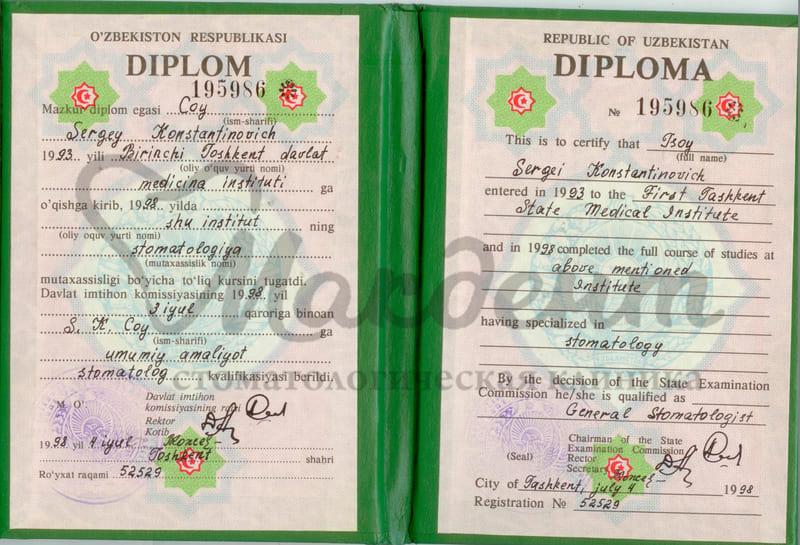 O'ZBEKISTON RESPUBLIKASI
DIPLOM
195986
Mazkur diplom egasi Coy
(ism-sharifi)
Sergey Konstantinovich
1993 yili Birinchi Toshkent davlat
(oliy o'quv yurti nomi)
medicina instituti ga
o'qishga kirib, 1998 yilda
shu institut ning
(oliy oquv yurti nomi)
stomatologiya
(mutaxassislik nomi)
mutaxassisligi bo'yicha to'liq kursini tugatdi.
Davlat imtihon komissiyasining 1998 yil
3 iyul qaroriga binoan
S. K. Coy ga
(ism-sharifi)
umumiy amaliyot
stomatolog kvalifikasiyasi berildi.
M O'
Davlat imtihon
komissiyasining raisi
Rektor
Kotib
1998 yil 4 iyul
Toshkent shahri
Ro'yxat raqami 52529
REPUBLIC OF UZBEKISTAN
DIPLOMA
№ 195986
This is to certify that Tsoy
(full name)
Sergei Konstantinovich
entered in 1993 to the First Tashkent
State Medical Institute
and in 1998 completed the full course of studies at
above mentioned
Institute
having specialized in
stomatology
By the decision of the State Examination
Commission he/she is qualified as
General Stomatologist
Chairman of the State
Examination Commission
(Seal)
Rector
Secretary
City of Tashkent, july 4 1998
Registration № 52529
Мақдент
стоматологическая клиника